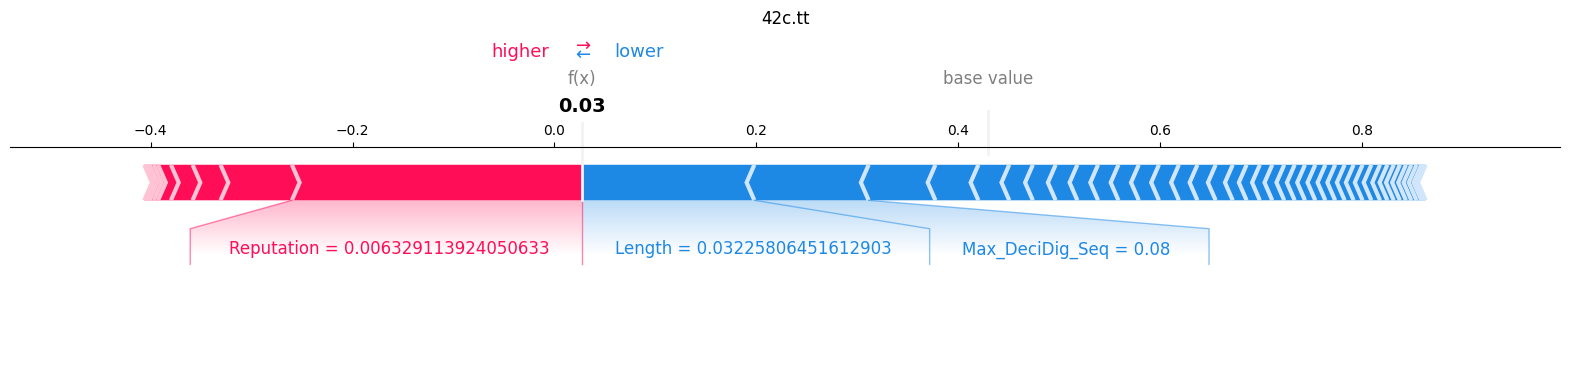 42c.tt
higher ⇄ lower
f(x) base value
0.03
−0.4 −0.2 0.0 0.2 0.4 0.6 0.8
Reputation = 0.006329113924050633 Length = 0.03225806451612903 Max_DeciDig_Seq = 0.08